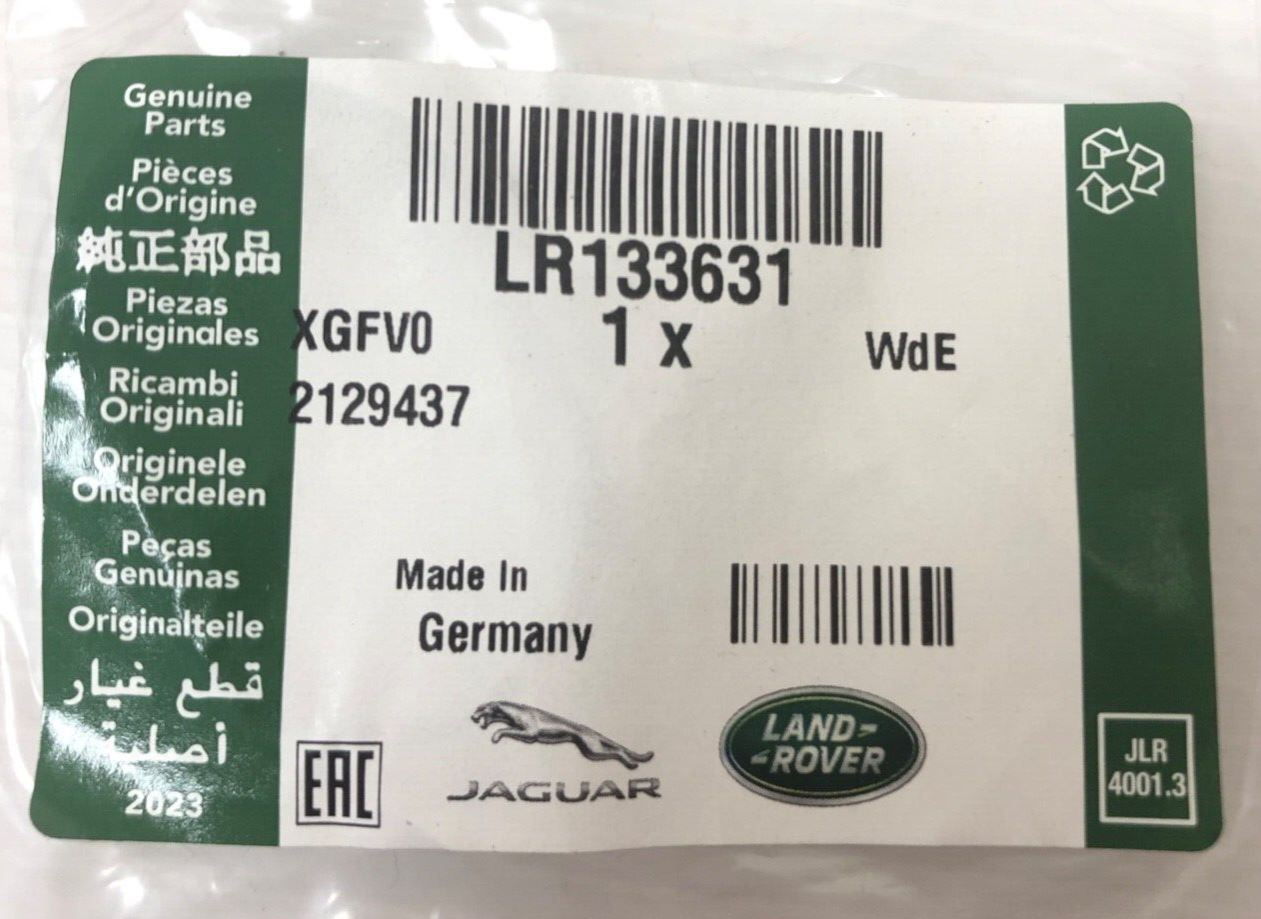 Genuine
Parts
Pièces
d'Origine
純正部品
Piezas
Originales
Ricambi
Originali
Originele
Onderdelen
Peças
Genuinas
Originalteile
قطع غيار
أصلية
2023
LR133631
XGFV0
1 x
WdE
2129437
Made In
Germany
EAC
JAGUAR
LAND-
-ROVER
JLR
4001.3